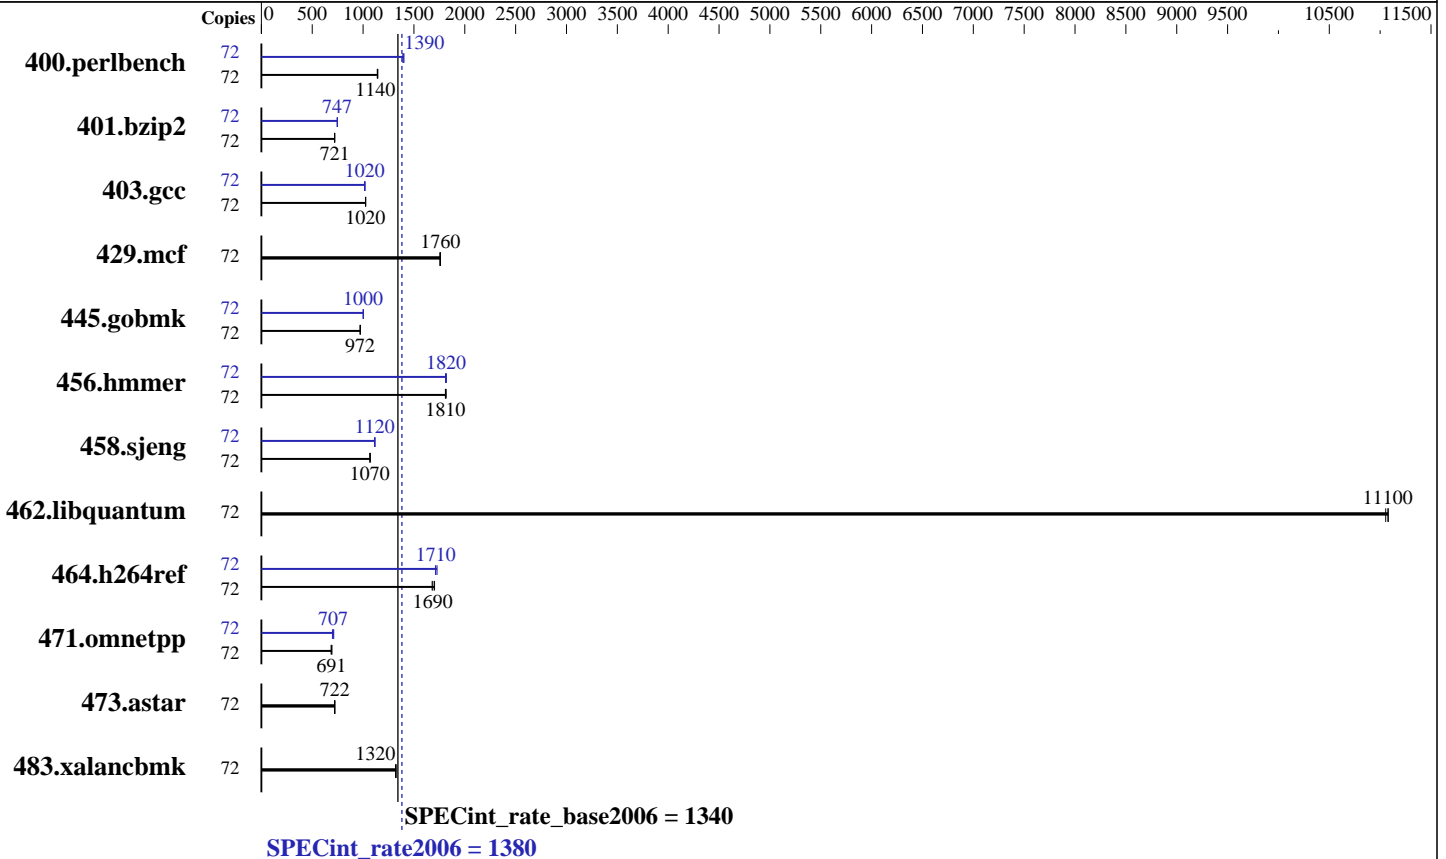 Copies 0 500 1000 1500 2000 2500 3000 3500 4000 4500 5000 5500 6000 6500 7000 7500 8000 8500 9000 9500 10500 11500
400.perlbench 72 1390
72 1140
401.bzip2 72 747
72 721
403.gcc 72 1020
72 1020
429.mcf 72 1760
445.gobmk 72 1000
72 972
456.hmmer 72 1820
72 1810
458.sjeng 72 1120
72 1070
462.libquantum 72 11100
464.h264ref 72 1710
72 1690
471.omnetpp 72 707
72 691
473.astar 72 722
483.xalancbmk 72 1320
SPECint_rate_base2006 = 1340
SPECint_rate2006 = 1380